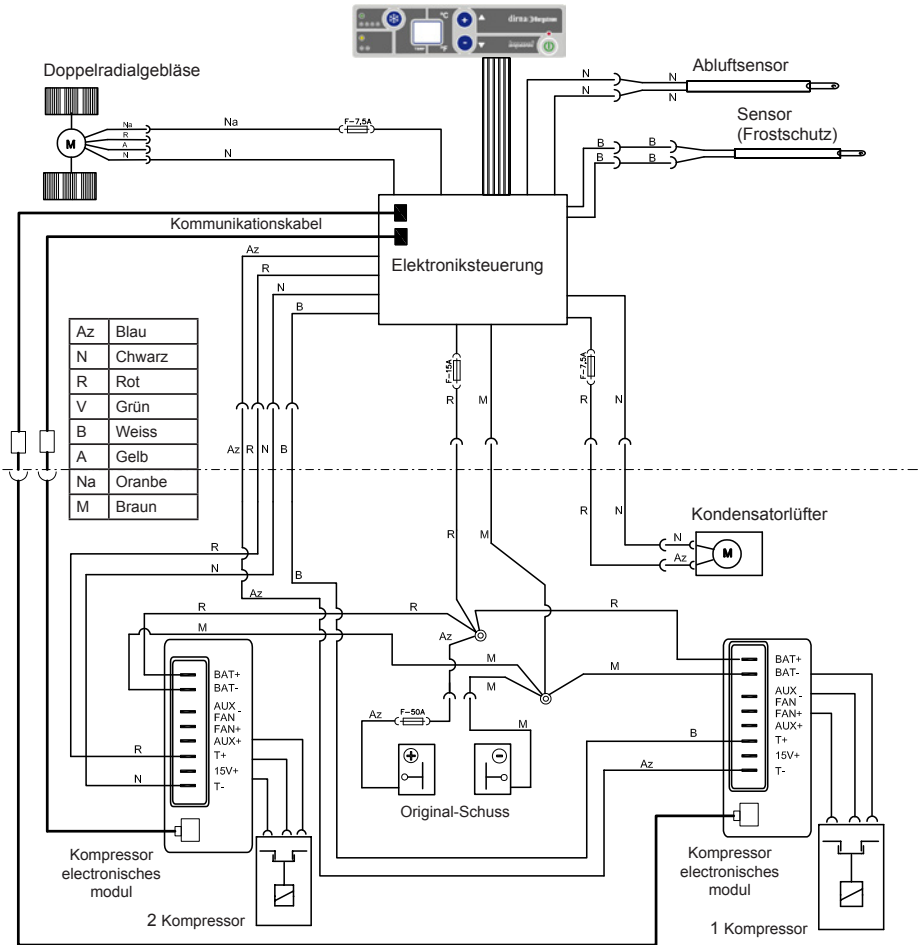 °C
°F
dirna
Doppelradialgebläse
Abluftsensor
Sensor
(Frostschutz)
M
Na
R
A
N
Na
N
F-7,5A
N
N
N
N
B
B
B
B
Kommunikationskabel
Elektroniksteuerung
Az
R
N
B
F-15A
F-7,5A
R
M
R
N
Az Blau
N Chwarz
R Rot
V Grün
B Weiss
A Gelb
Na Oranbe
M Braun
Az
R
N
B
R
M
R
N
Kondensatorlüfter
N
Az
M
R
N
B
Az
R
R
R
M
Az
M
M
M
Az
F-50A
M
B
Az
R
N
Original-Schuss
BAT+
BAT-
AUX -
FAN
FAN+
AUX+
T+
15V+
T-
BAT+
BAT-
AUX -
FAN
FAN+
AUX+
T+
15V+
T-
Kompressor
electronisches
modul
2 Kompressor
Kompressor
electronisches
modul
1 Kompressor